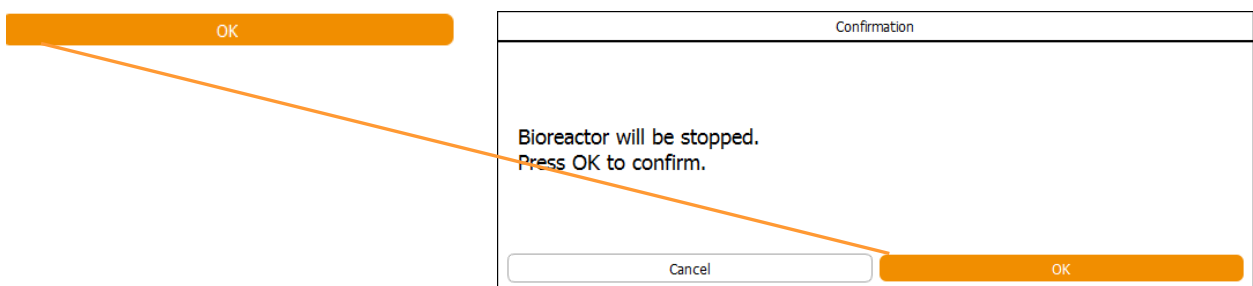 OK
Confirmation
Bioreactor will be stopped.
Press OK to confirm.
Cancel
OK